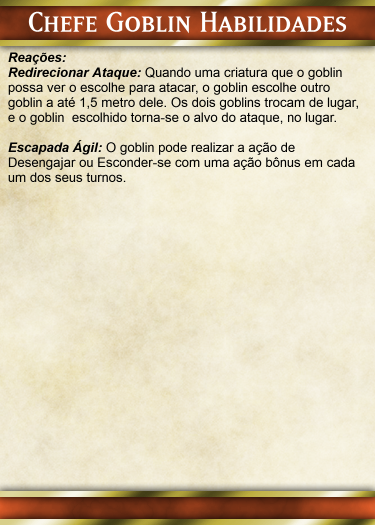 Chefe Goblin Habilidades
Reações:
Redirecionar Ataque: Quando uma criatura que o goblin
possa ver o escolhe para atacar, o goblin escolhe outro
goblin a até 1,5 metro dele. Os dois goblins trocam de lugar,
e o goblin  escolhido torna-se o alvo do ataque, no lugar.
Escapada Ágil: O goblin pode realizar a ação de
Desengajar ou Esconder-se com uma ação bônus em cada
um dos seus turnos.